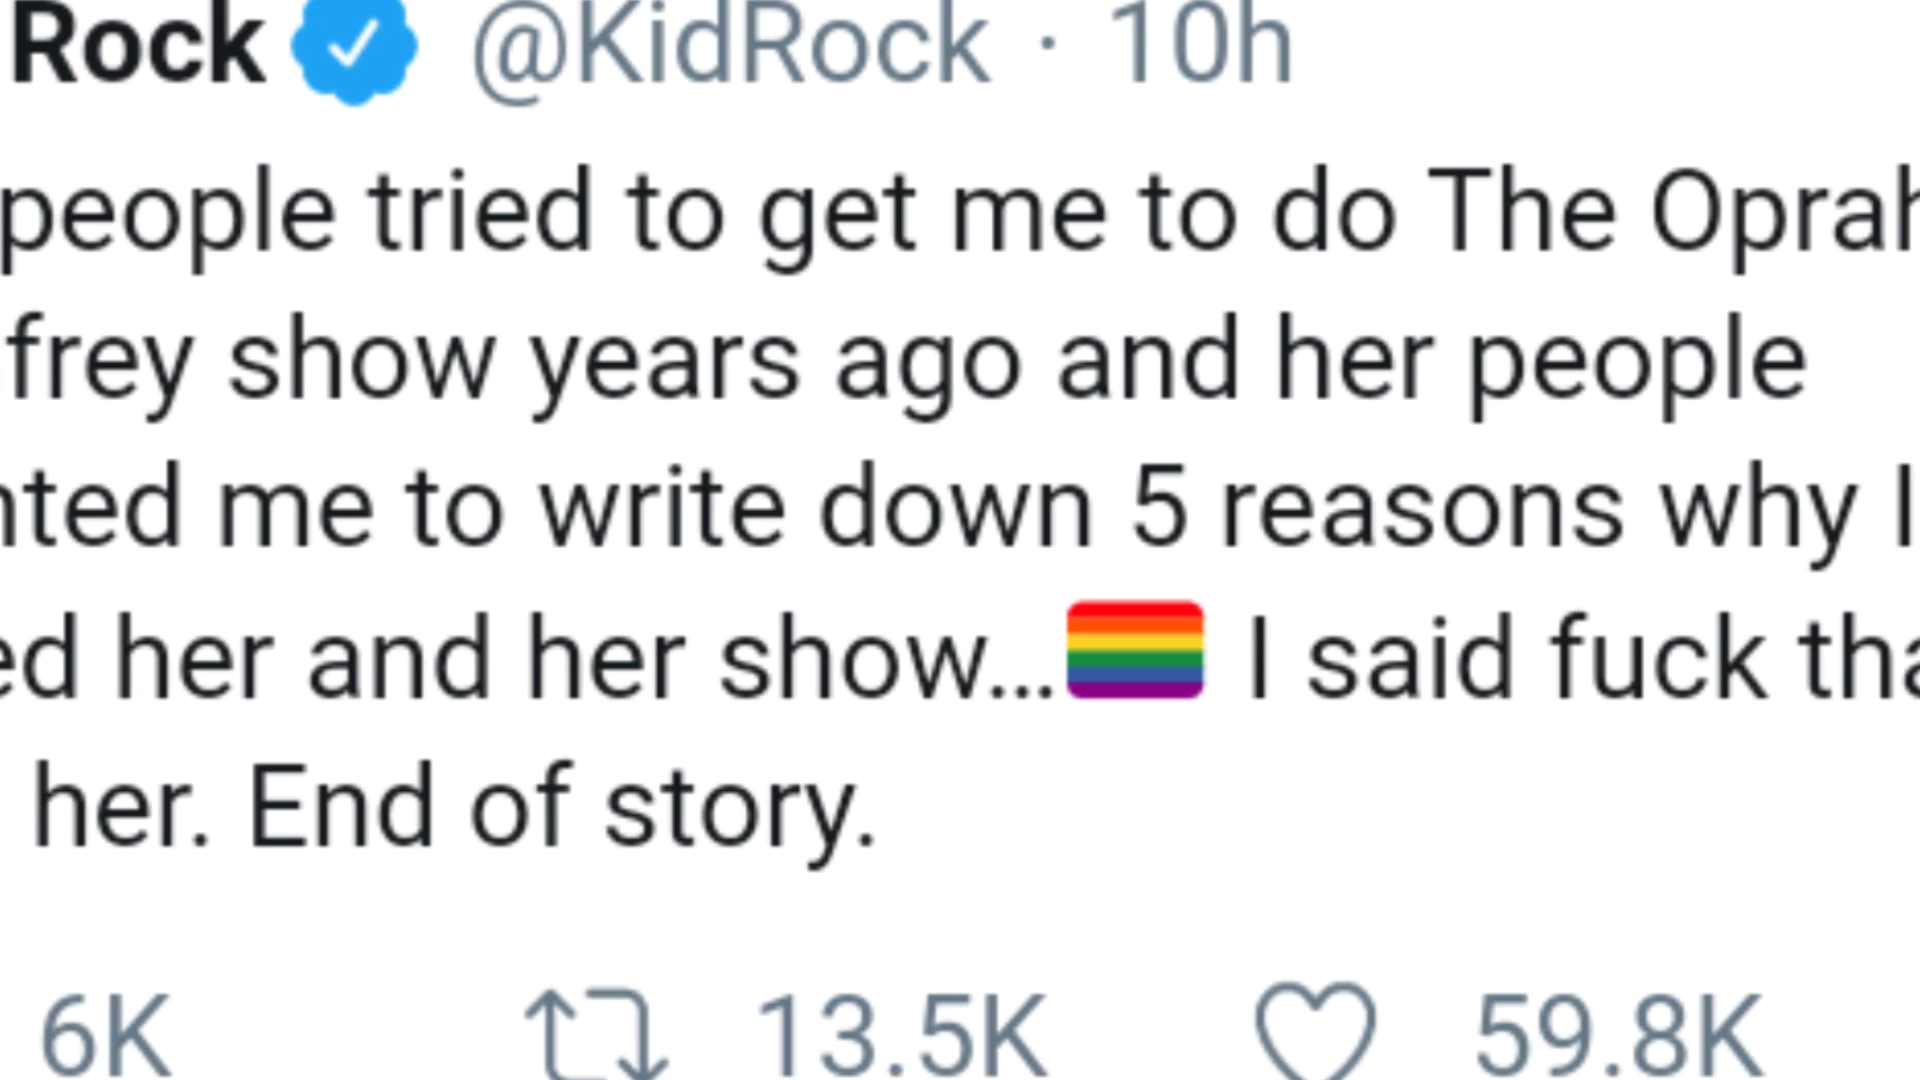 Rock @KidRock · 10h
people tried to get me to do The Oprah
frey show years ago and her people
nted me to write down 5 reasons why I
ed her and her show...🏳️‍🌈 I said fuck tha
her. End of story.
6K 13.5K 59.8K